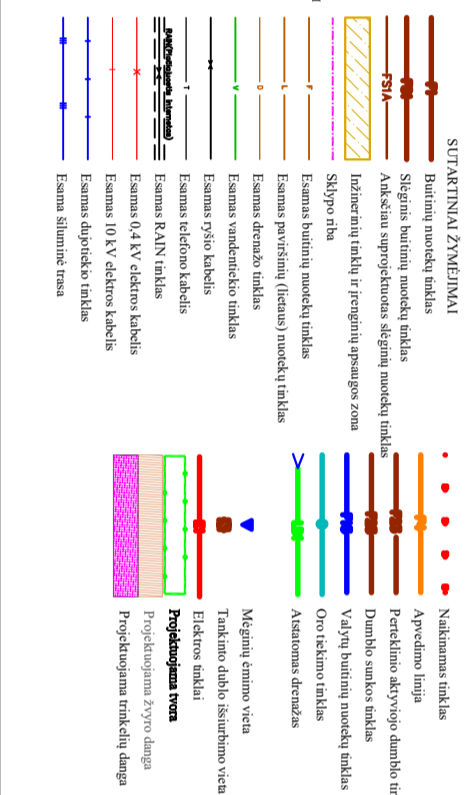 SUTARTINIAI ŽYMĖJIMAI
F1
Buitinių nuotekų tinklas
Slėginis buitinių nuotekų tinklas
FS1A
Anksčiau suprojektuotas slėginių nuotekų tinklas
Inžinerinių tinklų ir įrenginių apsaugos zona
Sklypo riba
F
Esamas buitinių nuotekų tinklas
L
Esamas paviršinių (lietaus) nuotekų tinklas
D
Esamas drenažo tinklas
V
Esamas vandentiekio tinklas
Esamas ryšio kabelis
T
Esamas telefono kabelis
Esamas RAIN tinklas
Esamas 0,4 kV elektros kabelis
Esamas 10 kV elektros kabelis
Esamas dujotiekio tinklas
Esama šiluminė trasa
Naikinamas tinklas
Apvedimo linija
Perteklinio aktyviojo dumblo
Dumblo sunkos tinklas
Valytų buitinių nuotekų tinklas
Oro tiekimo tinklas
Atstatomas drenažas
Mėginių ėmimo vieta
Tankinto dublo išsiurbimo vieta
Elektros tinklai
Projektuojama tvora
Projektuojama žvyro danga
Projektuojama trinkelių danga